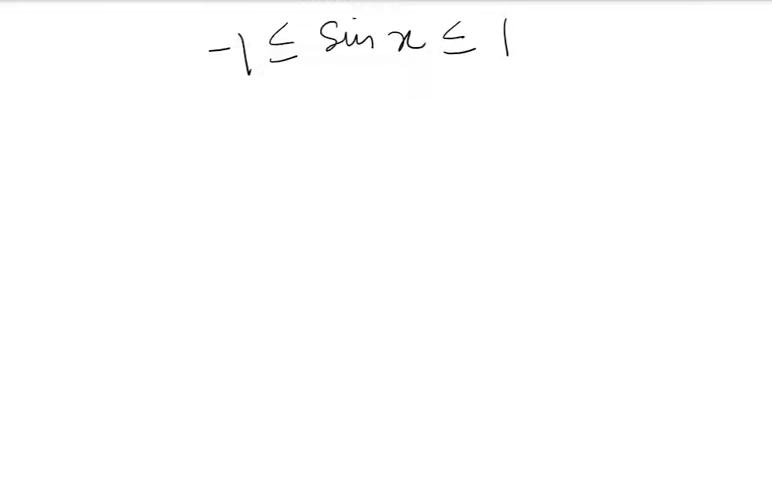 -1 ≤ sin x ≤ 1